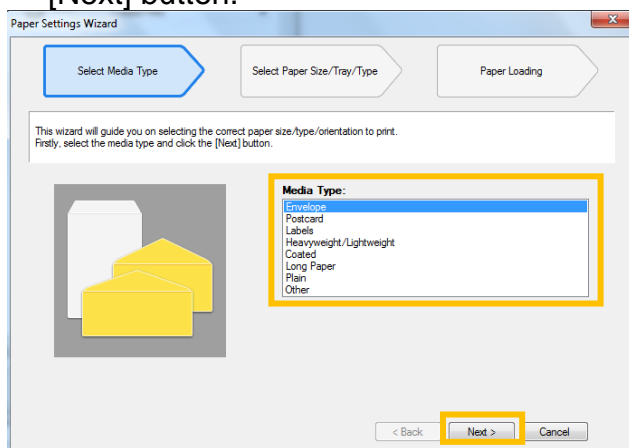 [Next] button.
Paper Settings Wizard
Select Media Type
Select Paper Size/Tray/Type
Paper Loading
This wizard will guide you on selecting the correct paper size/type/orientation to print.
Firstly, select the media type and click the [Next] button.
Media Type:
Envelope
Postcard
Labels
Heavyweight/Lightweight
Coated
Long Paper
Plain
Other
< Back
Next >
Cancel